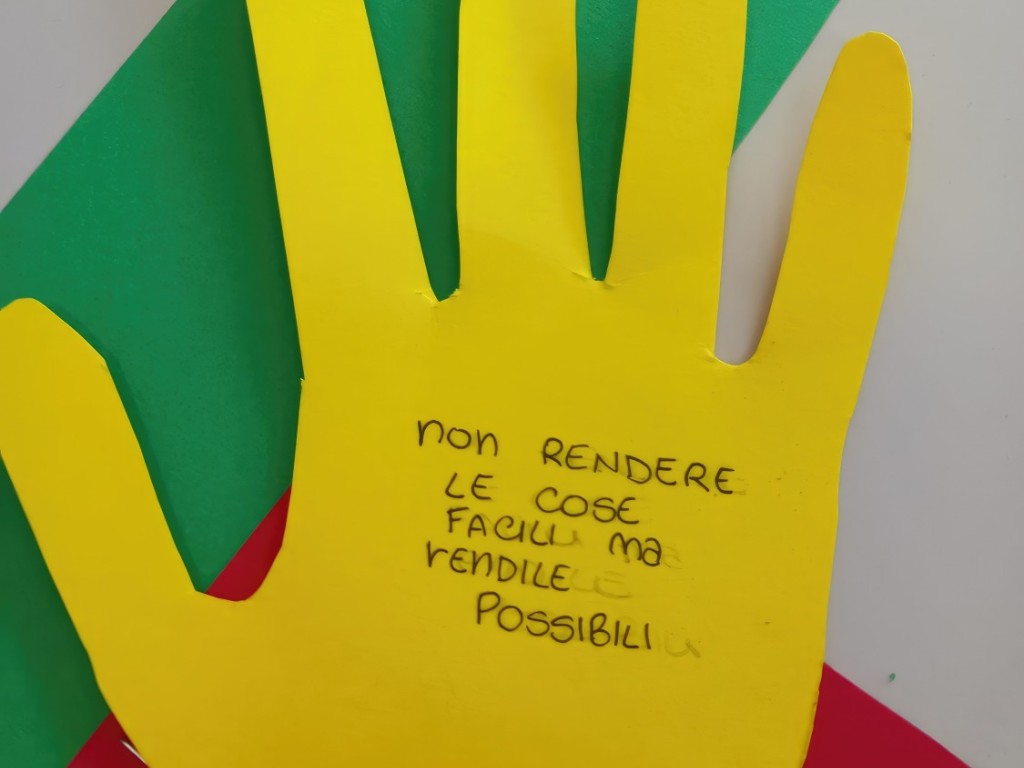 non RENDERE
LE COSE
FACILI ma
rENDILE
POSSIBILI